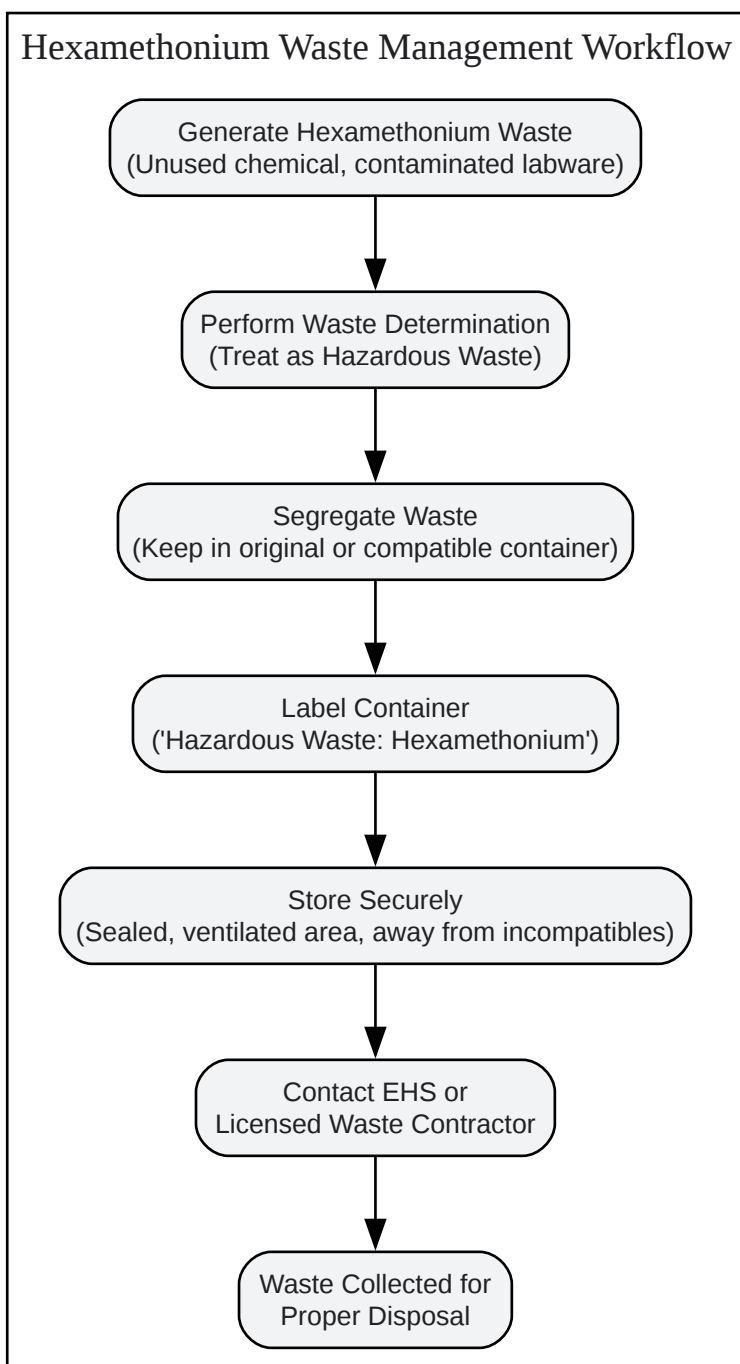 Hexamethonium Waste Management Workflow
Generate Hexamethonium Waste
(Unused chemical, contaminated labware)
Perform Waste Determination
(Treat as Hazardous Waste)
Segregate Waste
(Keep in original or compatible container)
Label Container
('Hazardous Waste: Hexamethonium')
Store Securely
(Sealed, ventilated area, away from incompatibles)
Contact EHS or
Licensed Waste Contractor
Waste Collected for
Proper Disposal